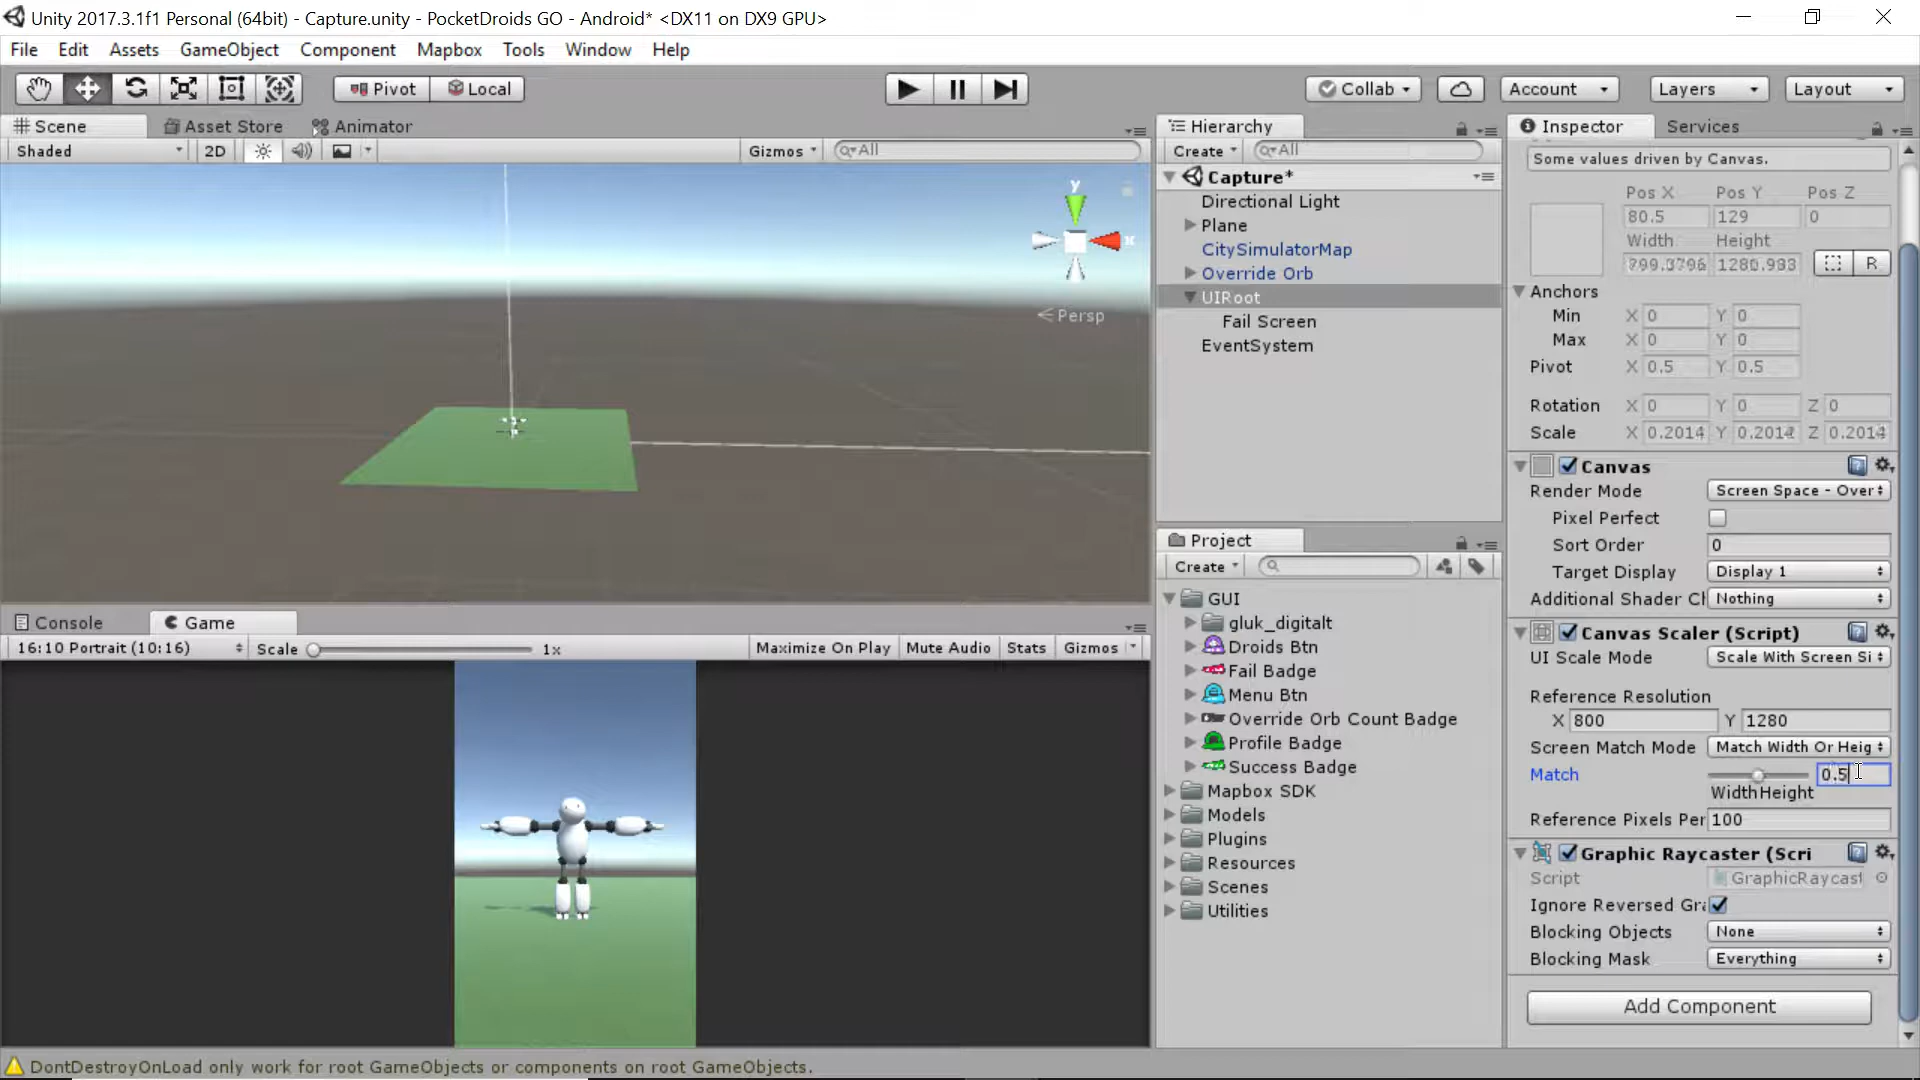 Unity 2017.3.1f1 Personal (64bit) - Capture.unity - PocketDroids GO - Android* <DX11 on DX9 GPU>
File Edit Assets GameObject Component Mapbox Tools Window Help
Pivot Local Collab Account Layers Layout
Scene Asset Store Animator
Shaded 2D Gizmos All
y
x
Persp
Console Game
16:10 Portrait (10:16) Scale 1x Maximize On Play Mute Audio Stats Gizmos
Hierarchy
Create All
Capture*
Directional Light
Plane
CitySimulatorMap
Override Orb
UIRoot
Fail Screen
EventSystem
Project
Create
GUI
gluk_digitalt
Droids Btn
Fail Badge
Menu Btn
Override Orb Count Badge
Profile Badge
Success Badge
Mapbox SDK
Models
Plugins
Resources
Scenes
Utilities
Inspector Services
Some values driven by Canvas.
Pos X Pos Y Pos Z
80.5 129 0
Width Height
799.3796 1280.993 R
Anchors
Min X 0 Y 0
Max X 0 Y 0
Pivot X 0.5 Y 0.5
Rotation X 0 Y 0 Z 0
Scale X 0.2014 Y 0.2014 Z 0.2014
Canvas
Render Mode Screen Space - Over
Pixel Perfect
Sort Order 0
Target Display Display 1
Additional Shader Cl Nothing
Canvas Scaler (Script)
UI Scale Mode Scale With Screen Si
Reference Resolution
X 800 Y 1280
Screen Match Mode Match Width Or Heig
Match 0.5
Width Height
Reference Pixels Per 100
Graphic Raycaster (Scri
Script GraphicRaycast
Ignore Reversed Gra
Blocking Objects None
Blocking Mask Everything
Add Component
DontDestroyOnLoad only work for root GameObjects or components on root GameObjects.